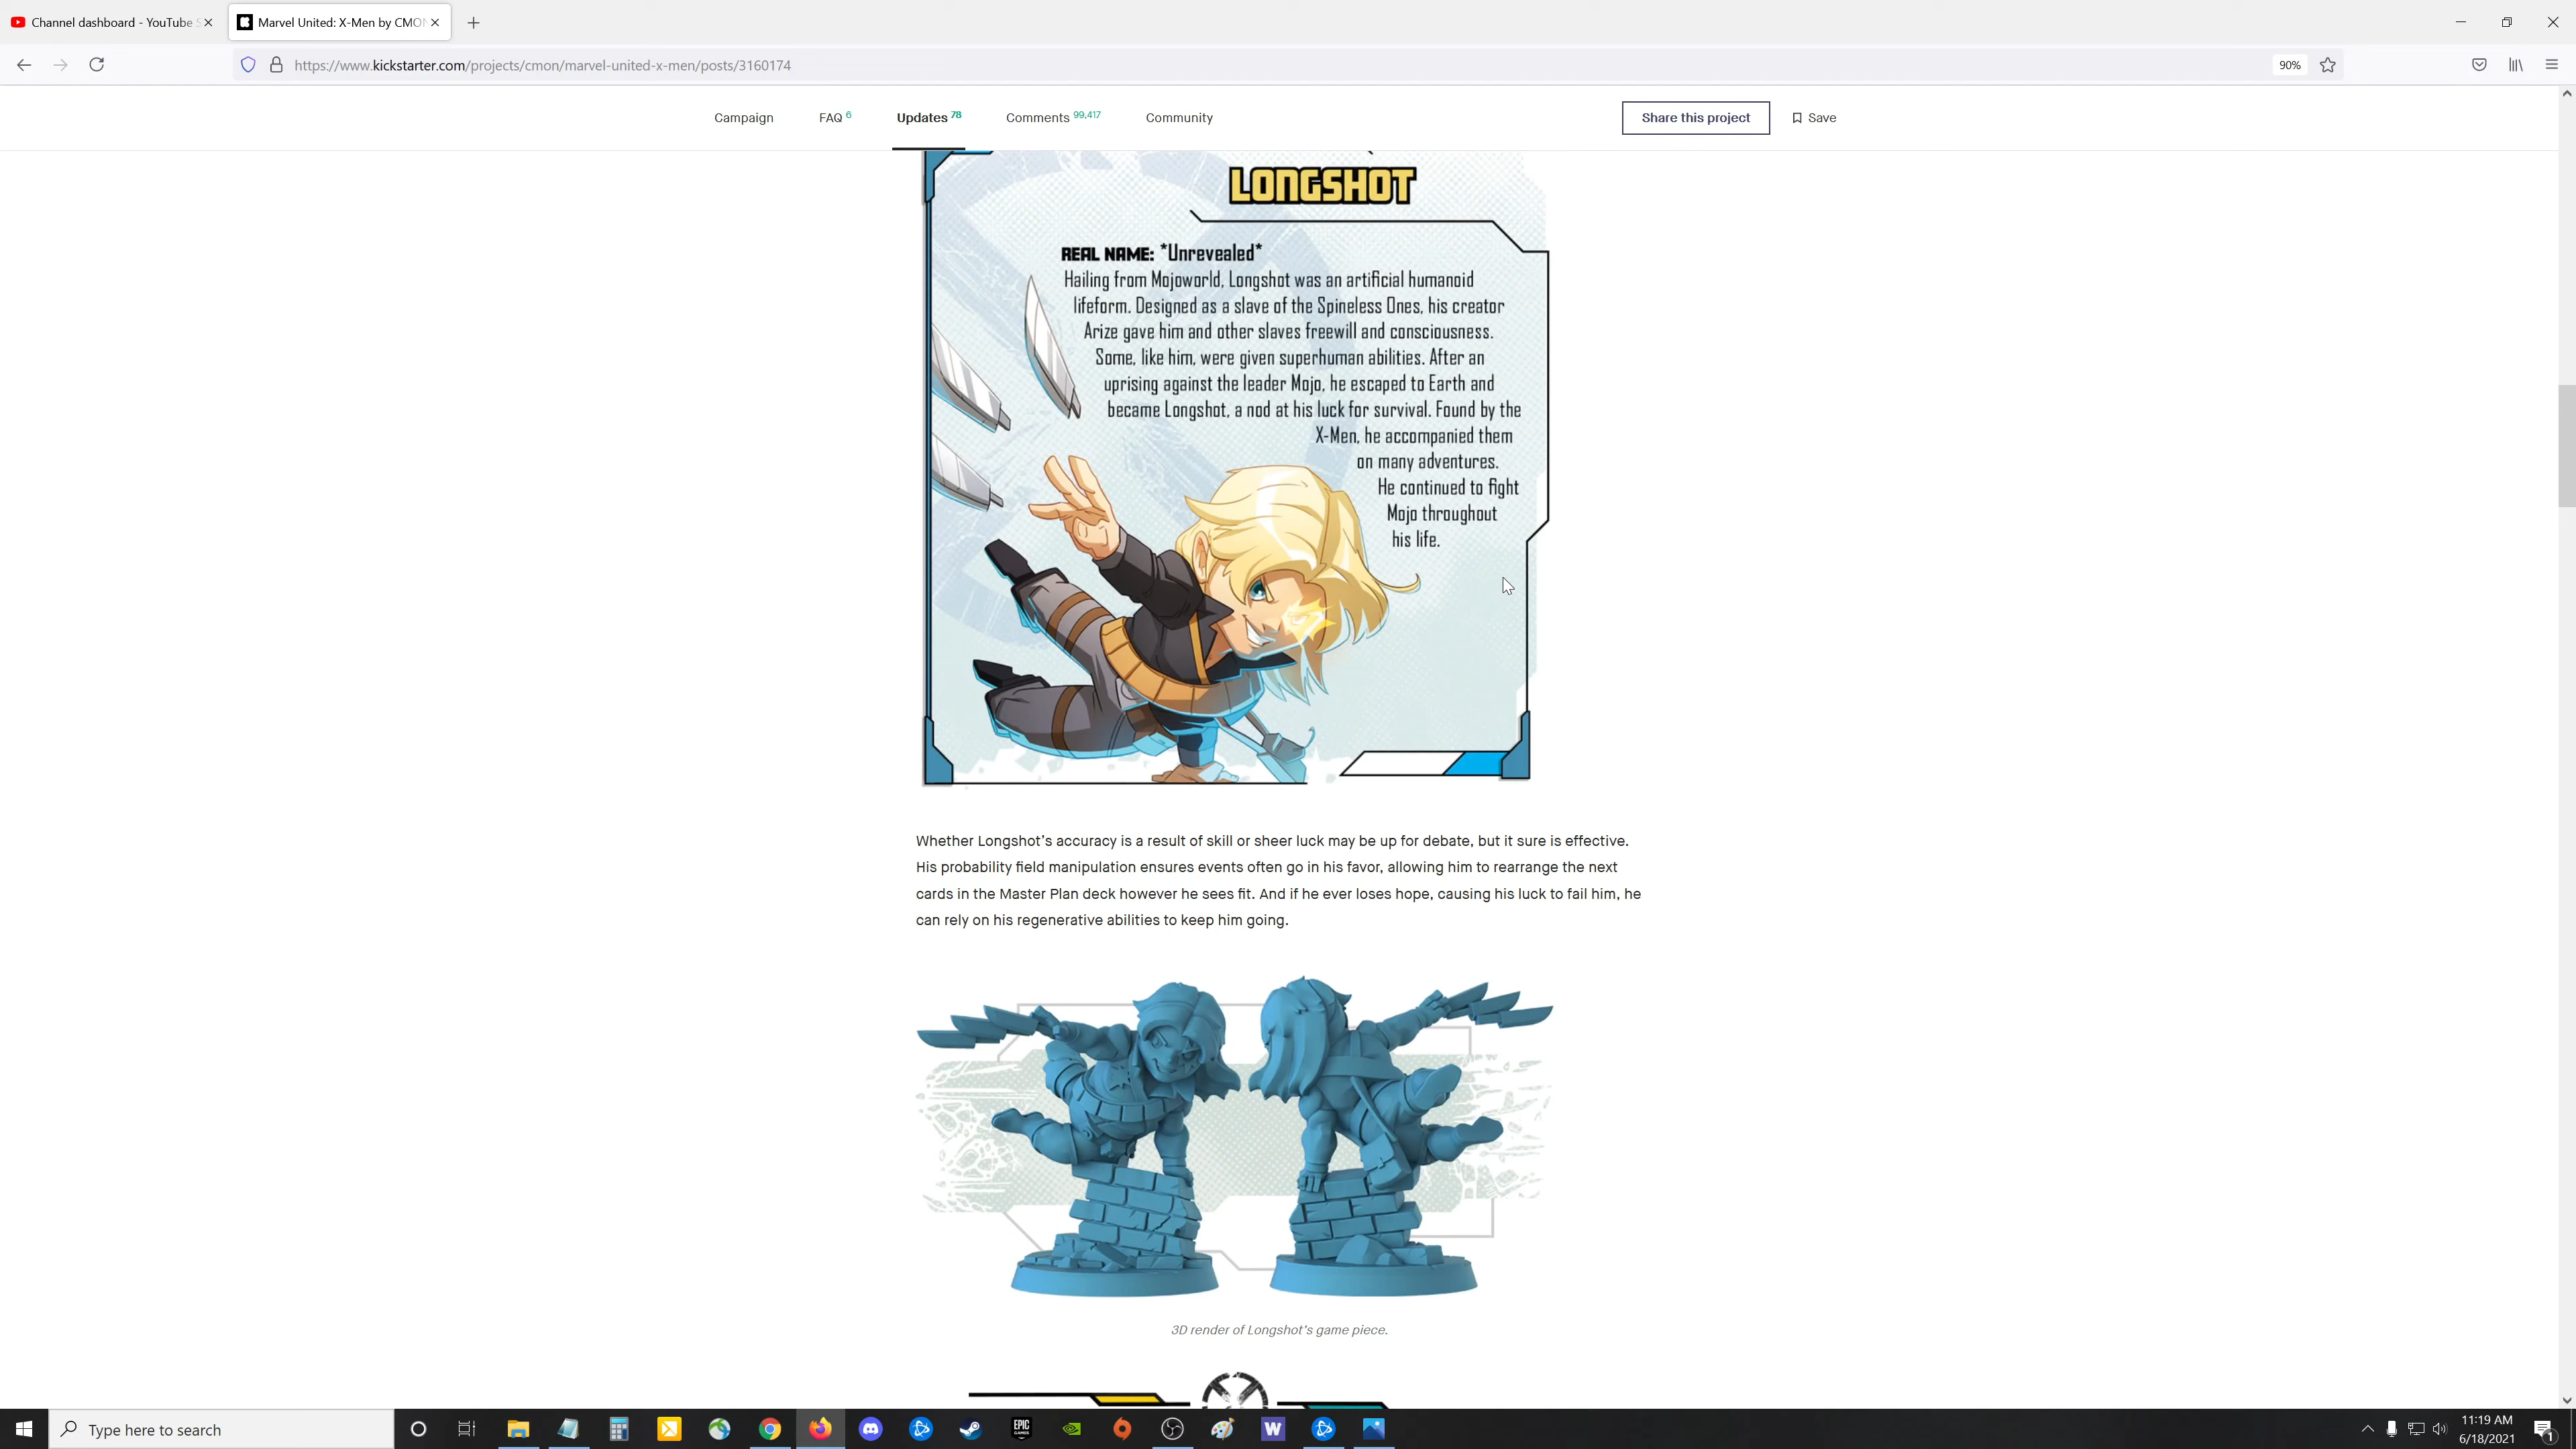 Channel dashboard - YouTube S
Marvel United: X-Men by CMON
https://www.kickstarter.com/projects/cmon/marvel-united-x-men/posts/3160174
90%
Campaign
FAQ 6
Updates 78
Comments 99,417
Community
Share this project
Save
LONGSHOT
REAL NAME: *Unrevealed*
Hailing from Mojoworld, Longshot was an artificial humanoid
lifeform. Designed as a slave of the Spineless Ones, his creator
Arize gave him and other slaves freewill and consciousness.
Some, like him, were given superhuman abilities. After an
uprising against the leader Mojo, he escaped to Earth and
became Longshot, a nod at his luck for survival. Found by the
X-Men, he accompanied them
on many adventures.
He continued to fight
Mojo throughout
his life.
Whether Longshot's accuracy is a result of skill or sheer luck may be up for debate, but it sure is effective.
His probability field manipulation ensures events often go in his favor, allowing him to rearrange the next
cards in the Master Plan deck however he sees fit. And if he ever loses hope, causing his luck to fail him, he
can rely on his regenerative abilities to keep him going.
3D render of Longshot's game piece.
Type here to search
EPIC
GAMES
W
11:19 AM
6/18/2021
1